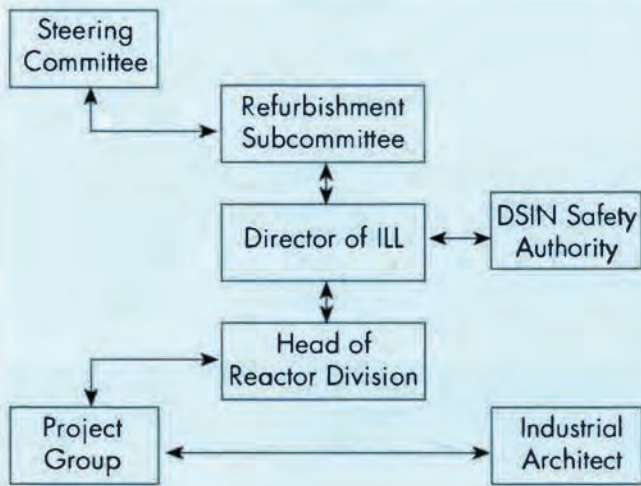 Steering
Committee
Refurbishment
Subcommittee
Director of ILL
DSIN Safety
Authority
Head of
Reactor Division
Project
Group
Industrial
Architect